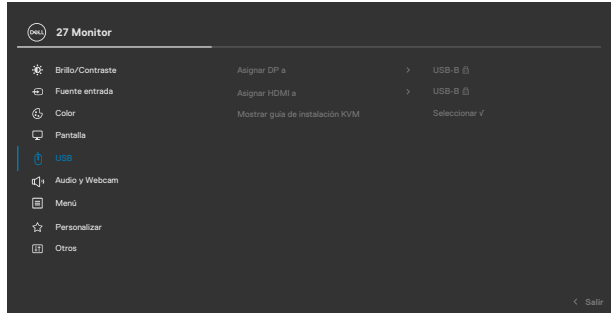 DELL 27 Monitor
Brillo/Contraste Asignar DP a > USB-B
Fuente entrada Asignar HDMI a > USB-B
Color Mostrar guía de instalación KVM Seleccionar √
Pantalla
USB
Audio y Webcam
Menú
Personalizar
Otros
< Salir